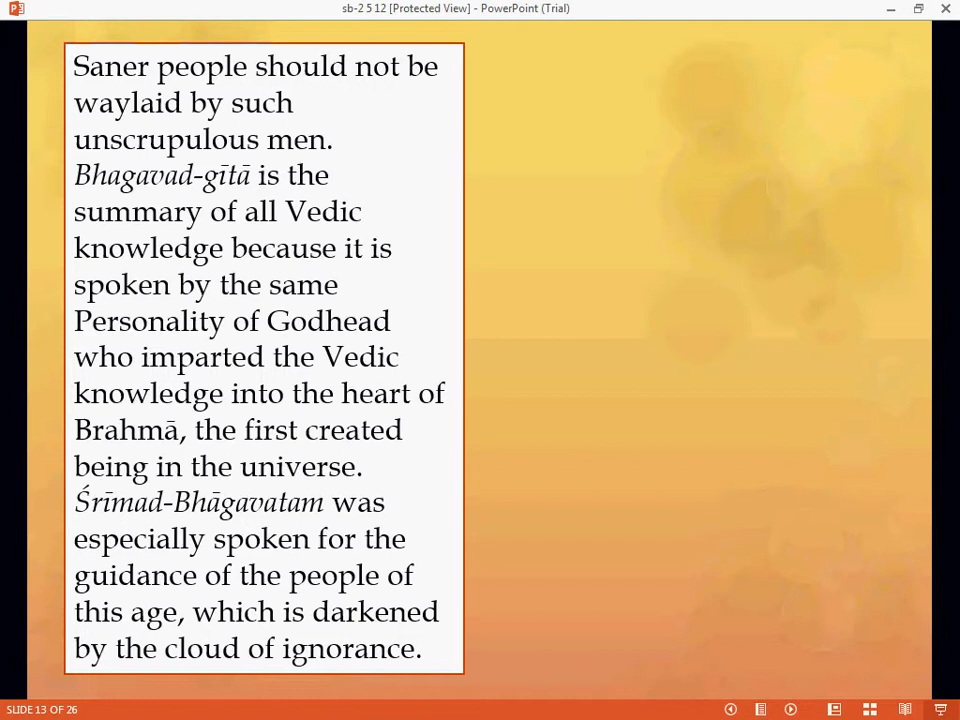 sb-2 5 12 [Protected View] - PowerPoint (Trial)
Saner people should not be
waylaid by such
unscrupulous men.
Bhagavad-gītā is the
summary of all Vedic
knowledge because it is
spoken by the same
Personality of Godhead
who imparted the Vedic
knowledge into the heart of
Brahmā, the first created
being in the universe.
Śrīmad-Bhāgavatam was
especially spoken for the
guidance of the people of
this age, which is darkened
by the cloud of ignorance.
SLIDE 13 OF 26